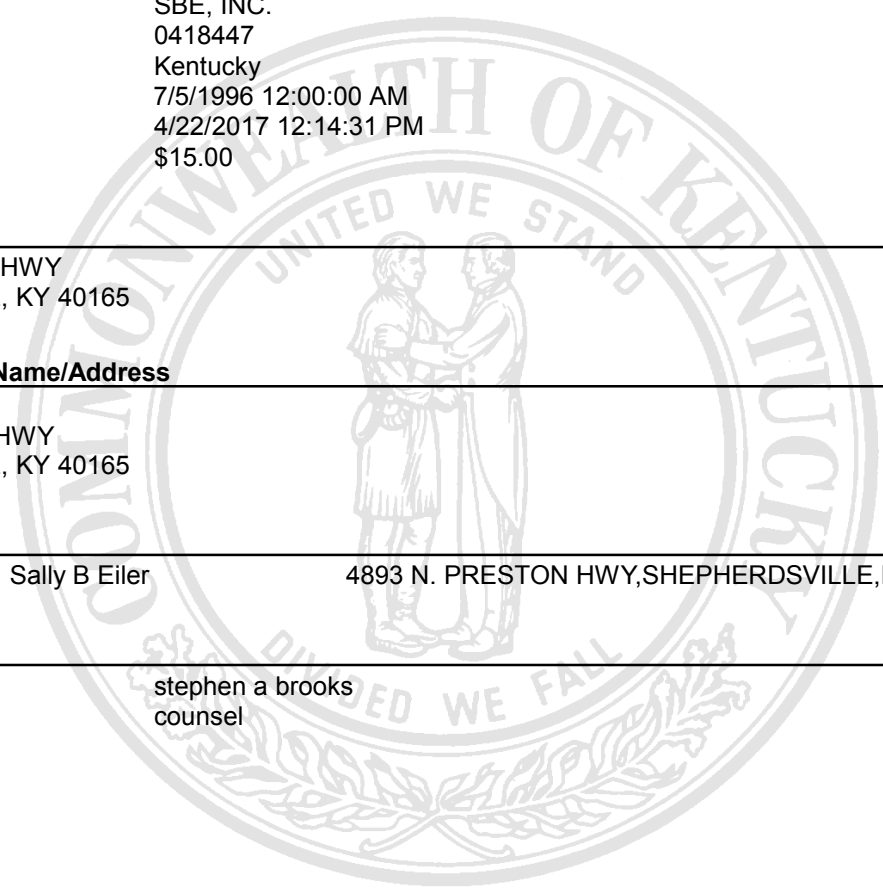 SBE, INC.
0418447
Kentucky
7/5/1996 12:00:00 AM
4/22/2017 12:14:31 PM
$15.00
HWY
, KY 40165
Name/Address
HWY
, KY 40165
Sally B Eiler 4893 N. PRESTON HWY,SHEPHERDSVILLE,
stephen a brooks
counsel
COMMONWEALTH OF KENTUCKY
UNITED WE STAND
DIVIDED WE FALL